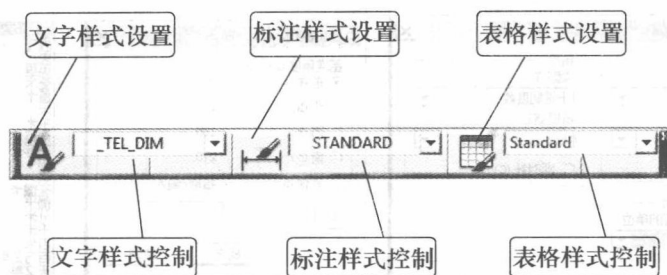 文字样式设置
标注样式设置
表格样式设置
_TEL_DIM
STANDARD
Standard
文字样式控制
标注样式控制
表格样式控制